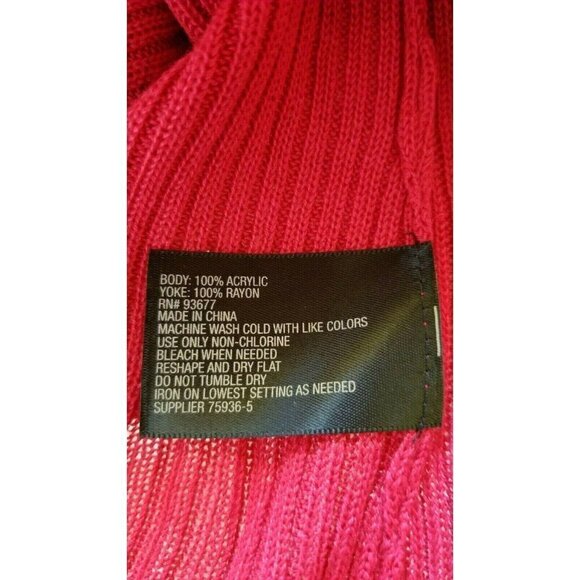 BODY: 100% ACRYLIC
YOKE: 100% RAYON
RN# 93677
MADE IN CHINA
MACHINE WASH COLD WITH LIKE COLORS
USE ONLY NON-CHLORINE
BLEACH WHEN NEEDED
RESHAPE AND DRY FLAT
DO NOT TUMBLE DRY
IRON ON LOWEST SETTING AS NEEDED
SUPPLIER 75936-5